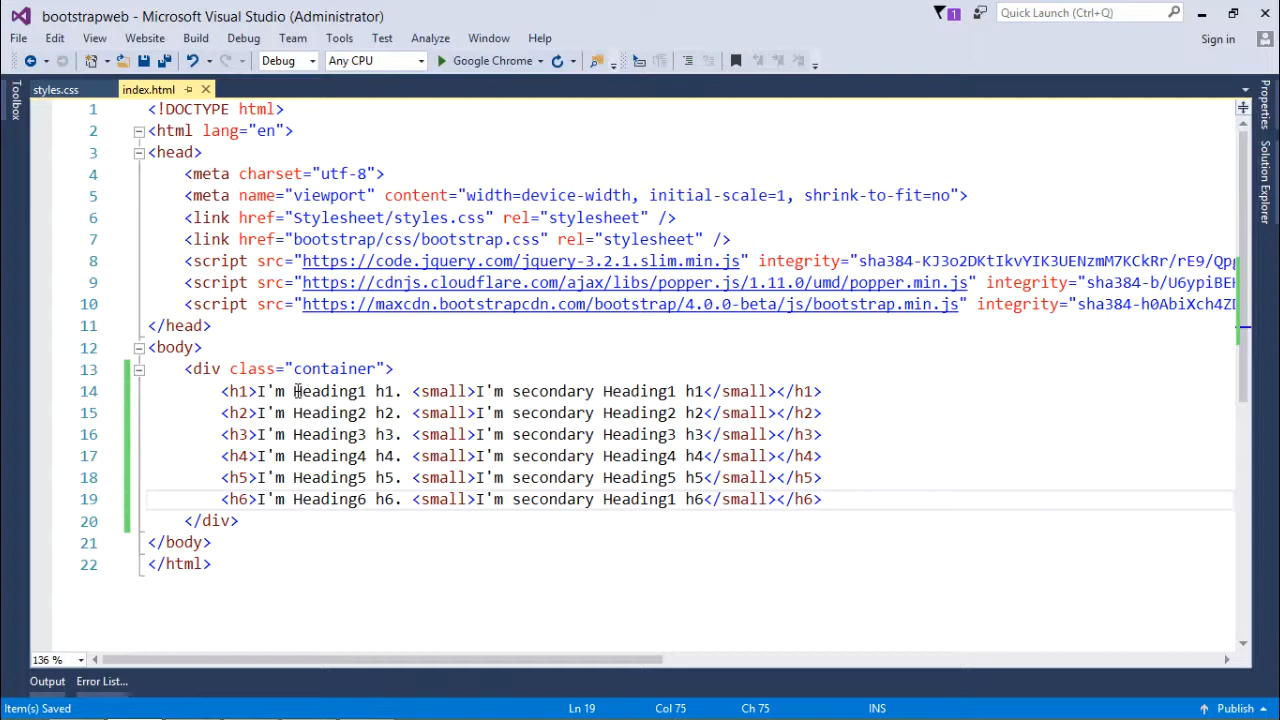 bootstrapweb - Microsoft Visual Studio (Administrator)
1
Quick Launch (Ctrl+Q)
File Edit View Website Build Debug Team Tools Test Analyze Window Help
Sign in
Debug Any CPU Google Chrome
Toolbox
styles.css index.html
Properties
Solution Explorer
1 <!DOCTYPE html>
2 <html lang="en">
3 <head>
4 <meta charset="utf-8">
5 <meta name="viewport" content="width=device-width, initial-scale=1, shrink-to-fit=no">
6 <link href="Stylesheet/styles.css" rel="stylesheet" />
7 <link href="bootstrap/css/bootstrap.css" rel="stylesheet" />
8 <script src="https://code.jquery.com/jquery-3.2.1.slim.min.js" integrity="sha384-KJ3o2DKtIkvYIK3UENzmM7KCkRr/rE9/Qpg
9 <script src="https://cdnjs.cloudflare.com/ajax/libs/popper.js/1.11.0/umd/popper.min.js" integrity="sha384-b/U6ypiBEH
10 <script src="https://maxcdn.bootstrapcdn.com/bootstrap/4.0.0-beta/js/bootstrap.min.js" integrity="sha384-h0AbiXch4ZD
11 </head>
12 <body>
13 <div class="container">
14 <h1>I'm Heading1 h1. <small>I'm secondary Heading1 h1</small></h1>
15 <h2>I'm Heading2 h2. <small>I'm secondary Heading2 h2</small></h2>
16 <h3>I'm Heading3 h3. <small>I'm secondary Heading3 h3</small></h3>
17 <h4>I'm Heading4 h4. <small>I'm secondary Heading4 h4</small></h4>
18 <h5>I'm Heading5 h5. <small>I'm secondary Heading5 h5</small></h5>
19 <h6>I'm Heading6 h6. <small>I'm secondary Heading1 h6</small></h6>
20 </div>
21 </body>
22 </html>
136 %
Output Error List...
Item(s) Saved Ln 19 Col 75 Ch 75 INS Publish